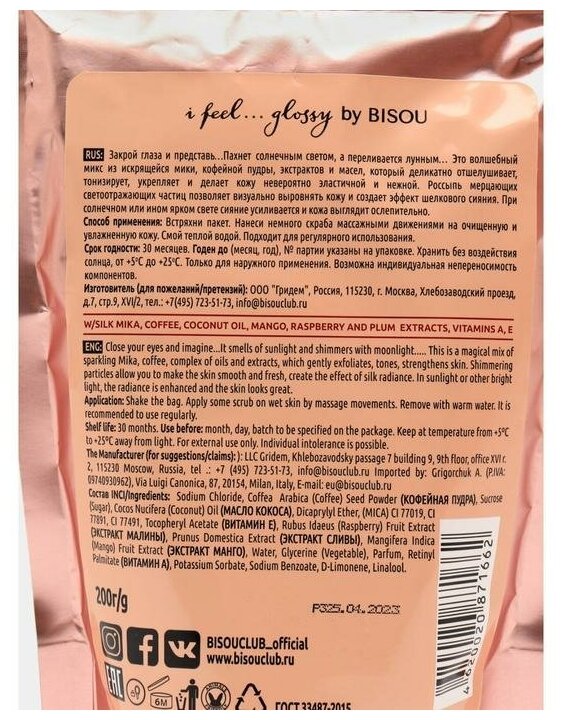 i feel... glossy by BISOU
RUS: Закрой глаза и представь...Пахнет солнечным светом, а переливается лунным... Это волшебный
микс из искрящейся мики, кофейной пудры, экстрактов и масел, который деликатно отшелушивает,
тонизирует, укрепляет и делает кожу невероятно эластичной и нежной. Россыпь мерцающих
светоотражающих частиц позволяет визуально выровнять кожу и создает эффект шелкового сияния. При
солнечном или ином ярком свете сияние усиливается и кожа выглядит ослепительно.
Способ применения: Встряхни пакет. Нанеси немного скраба массажными движениями на очищенную и
увлажненную кожу. Смой теплой водой. Подходит для регулярного использования.
Срок годности: 30 месяцев. Годен до (месяц, год), № партии указаны на упаковке. Хранить без воздействия
солнца, от +5°C до +25°C. Только для наружного применения. Возможна индивидуальная непереносимость
компонентов.
Изготовитель (для пожеланий/претензий): ООО "Гридем", Россия, 115230, г. Москва, Хлебозаводский проезд,
д.7, стр.9, XVI/2, тел.: +7(495) 723-51-73, info@bisouclub.ru
W/SILK MIKA, COFFEE, COCONUT OIL, MANGO, RASPBERRY AND PLUM EXTRACTS, VITAMINS A, E
ENG: Close your eyes and imagine...It smells of sunlight and shimmers with moonlight..... This is a magical mix of
sparkling Mika, coffee, complex of oils and extracts, which gently exfoliates, tones, strengthens skin. Shimmering
particles allow you to make the skin smooth and fresh, create the effect of silk radiance. In sunlight or other bright
light, the radiance is enhanced and the skin looks great.
Application: Shake the bag. Apply some scrub on wet skin by massage movements. Remove with warm water. It is
recommended to use regularly.
Shelf life: 30 months. Use before: month, day, batch to be specified on the package. Keep at temperature from +5°C
to +25°C away from light. For external use only. Individual intolerance is possible.
The Manufacturer (for suggestions/claims): ): LLC Gridem, Khlebozavodsky passage 7 building 9, 9th floor, office XVI r.
2, 115230 Moscow, Russia, tel .: +7 (495) 723-51-73, info@bisouclub.ru Imported by: Grigorchuk A. (P.IVA:
09740930962), Via Luigi Canonica, 87, 20154, Milan, Italy, E-mail: eu@bisouclub.ru
Состав INCI/Ingredients: Sodium Chloride, Coffea Arabica (Coffee) Seed Powder (КОФЕЙНАЯ ПУДРА), Sucrose
(Sugar), Cocos Nucifera (Coconut) Oil (МАСЛО КОКОСА), Dicaprylyl Ether, (MICA) CI 77019, CI
77891, CI 77491, Tocopheryl Acetate (ВИТАМИН Е), Rubus Idaeus (Raspberry) Fruit Extract
(ЭКСТРАКТ МАЛИНЫ), Prunus Domestica Extract (ЭКСТРАКТ СЛИВЫ), Mangifera Indica
(Mango) Fruit Extract (ЭКСТРАКТ МАНГО), Water, Glycerine (Vegetable), Parfum, Retinyl
Palmitate (ВИТАМИН А), Potassium Sorbate, Sodium Benzoate, D-Limonene, Linalool.
200г/g
P325.04.2023
4620020871662
BISOUCLUB_official
www.bisouclub.ru
EAC
6M
ГОСТ 33487-2015